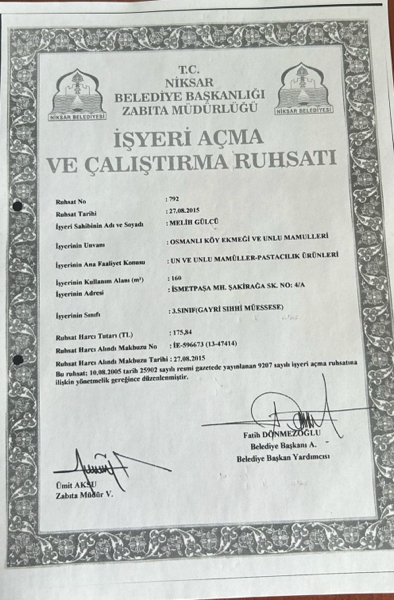 T.C.
NİKSAR
BELEDİYE BAŞKANLIĞI
ZABITA MÜDÜRLÜĞÜ
NİKSAR BELEDİYESİ
NİKSAR BELEDİYESİ
İŞYERİ AÇMA
VE ÇALIŞTIRMA RUHSATI
Ruhsat No : 792
Ruhsat Tarihi : 27.08.2015
İşyeri Sahibinin Adı ve Soyadı : MELİH GÜLCÜ
İşyerinin Unvanı : OSMANLI KÖY EKMEĞİ VE UNLU MAMULLERİ
İşyerinin Ana Faaliyet Konusu : UN VE UNLU MAMÜLLER-PASTACILIK ÜRÜNLERİ
İşyerinin Kullanım Alanı (m²) : 160
İşyerinin Adresi : İSMETPAŞA MH. ŞAKİRAĞA SK. NO: 4/A
İşyerinin Sınıfı : 3.SINIF(GAYRİ SIHHİ MÜESSESE)
Ruhsat Harcı Tutarı (TL) : 175,84
Ruhsat Harcı Alındı Makbuzu No : İE-596673 (13-47414)
Ruhsat Harcı Alındı Makbuzu Tarihi : 27.08.2015
Bu ruhsat; 10.08.2005 tarih 25902 sayılı resmi gazetede yayınlanan 9207 sayılı işyeri açma ruhsatına
ilişkin yönetmelik gereğince düzenlenmiştir.
Fatih DÖNMEZOĞLU
Belediye Başkanı A.
Belediye Başkan Yardımcısı
Ümit AKSU
Zabıta Müdür V.